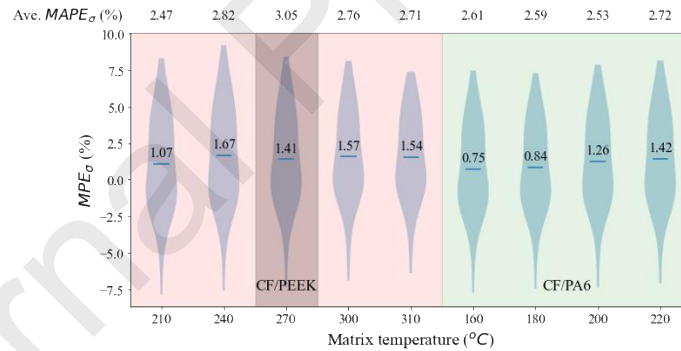 Ave. MAPEσ (%) 2.47 2.82 3.05 2.76 2.71 2.61 2.59 2.53 2.72
10.0
7.5
5.0
2.5
0.0
−2.5
−5.0
−7.5
MPEσ (%)
1.07 1.67 1.41 1.57 1.54 0.75 0.84 1.26 1.42
CF/PEEK CF/PA6
210 240 270 300 310 160 180 200 220
Matrix temperature (°C)